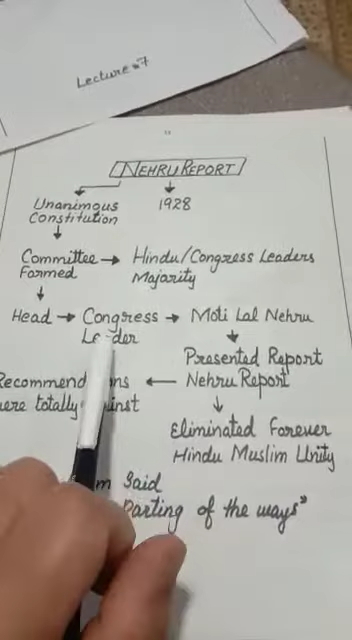 Lecture #7
NEHRU REPORT
Unanimous
Constitution
1928
Committee → Hindu/Congress Leaders
Formed
Majority
Head → Congress → Moti Lal Nehru
Leader
Presented Report
Nehru Report
Eliminated Forever
Hindu Muslim Unity
Said
Parting of the ways"